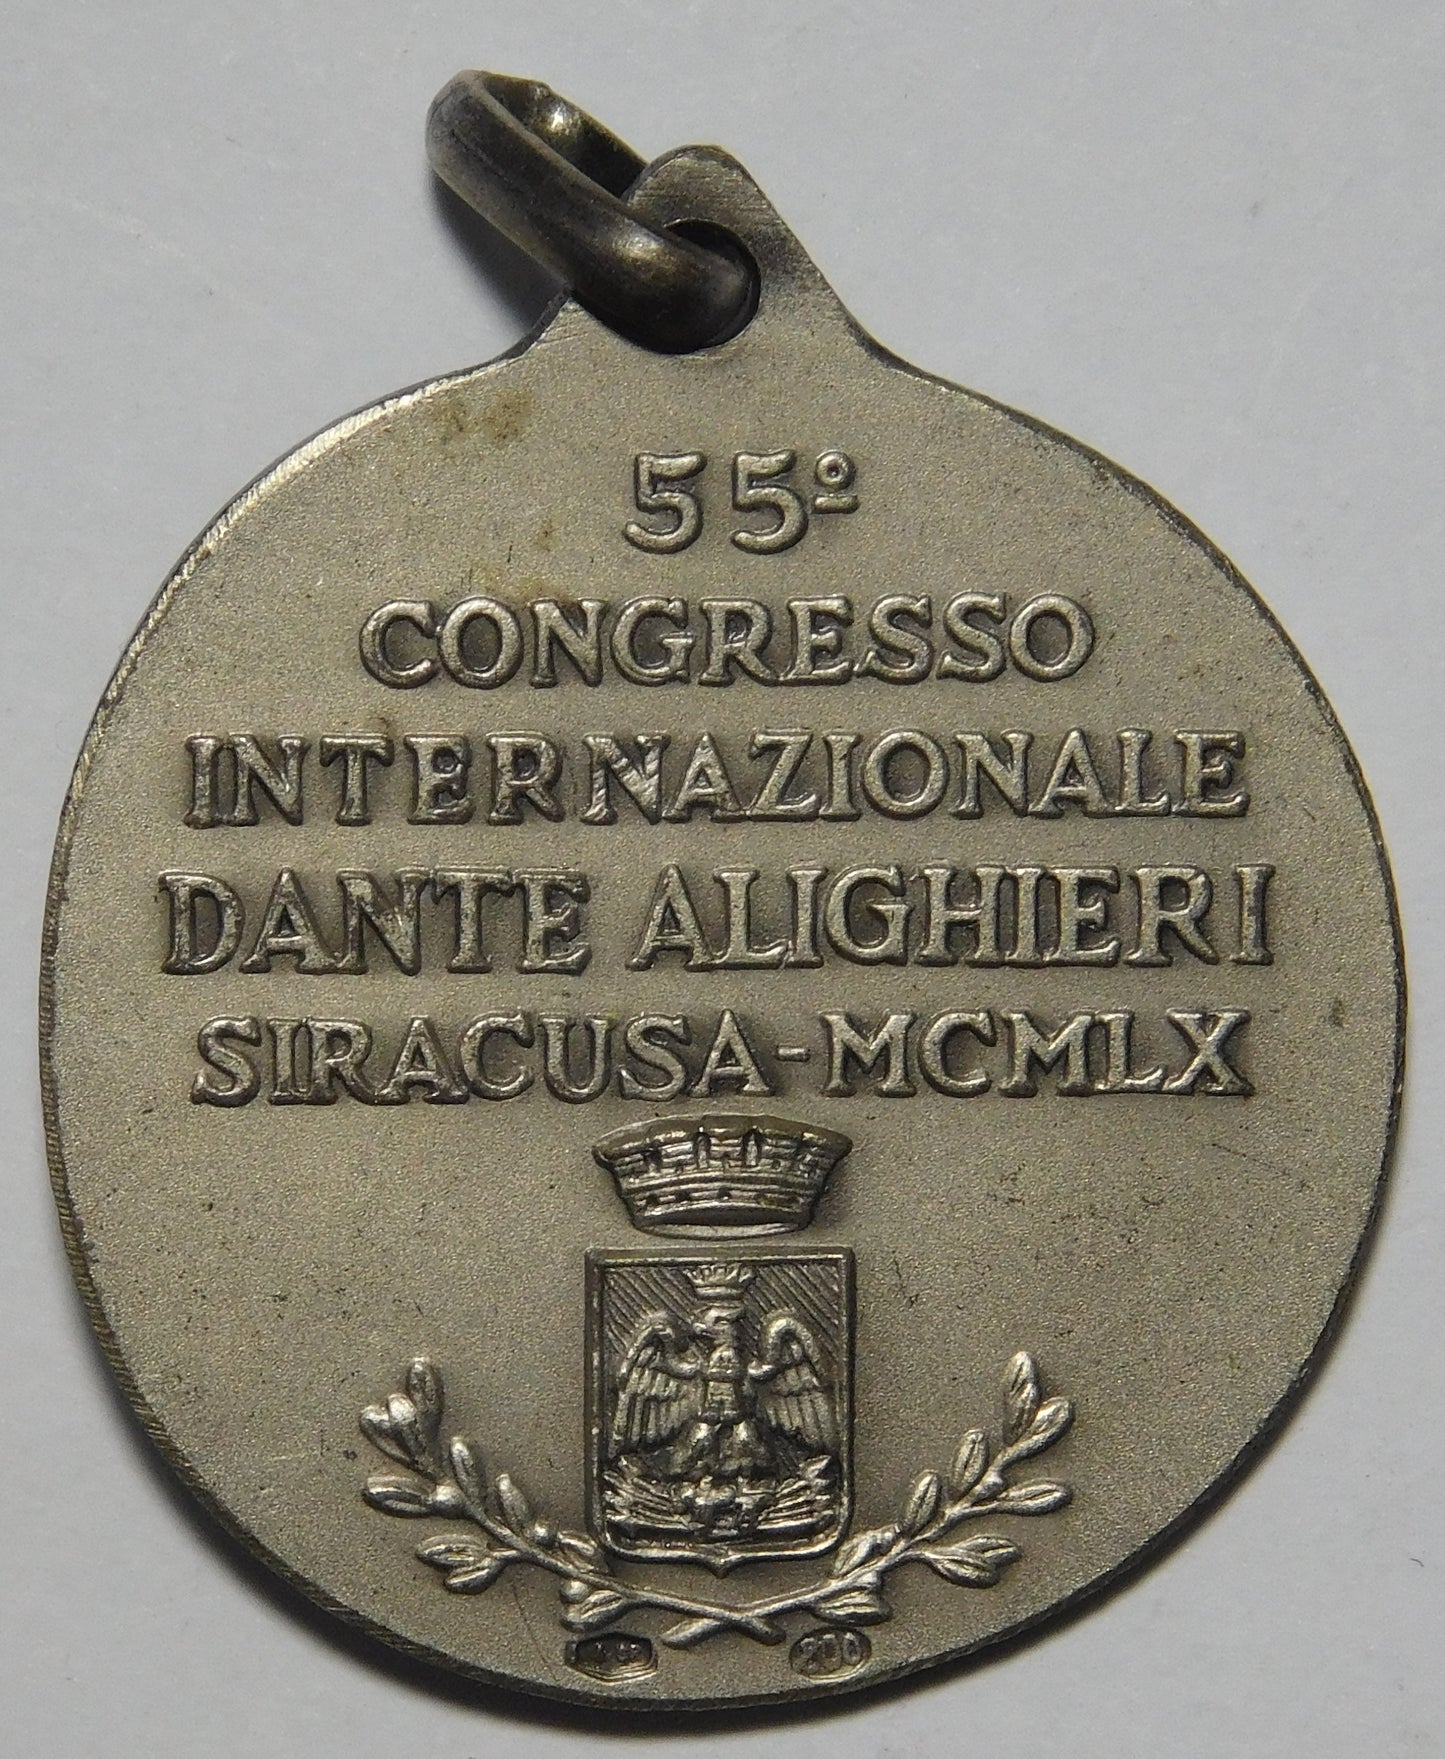 55º
CONGRESSO
INTERNAZIONALE
DANTE ALIGHIERI
SIRACUSA-MCMLX